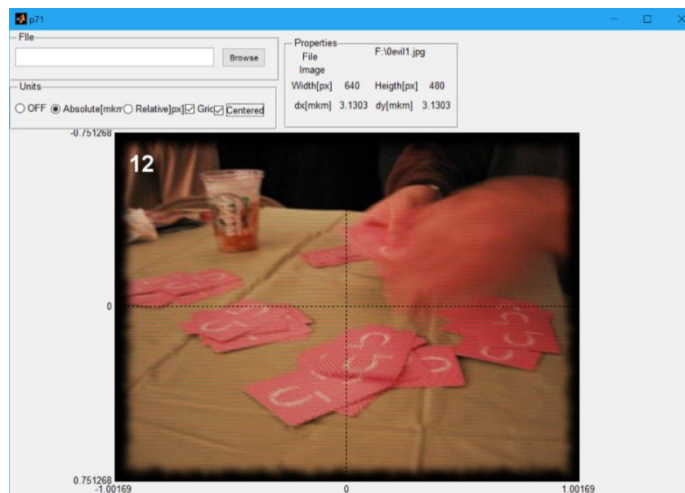 p71
File
Browse
Properties
File
F:\0evil1.jpg
Image
Width[px] 640 Heigth[px] 480
dx[mkm] 3.1303 dy[mkm] 3.1303
Units
OFF Absolute[mkm Relative]px] Grid Centered
-0.751268
12
0
0.751268
-1.00169 0 1.00169